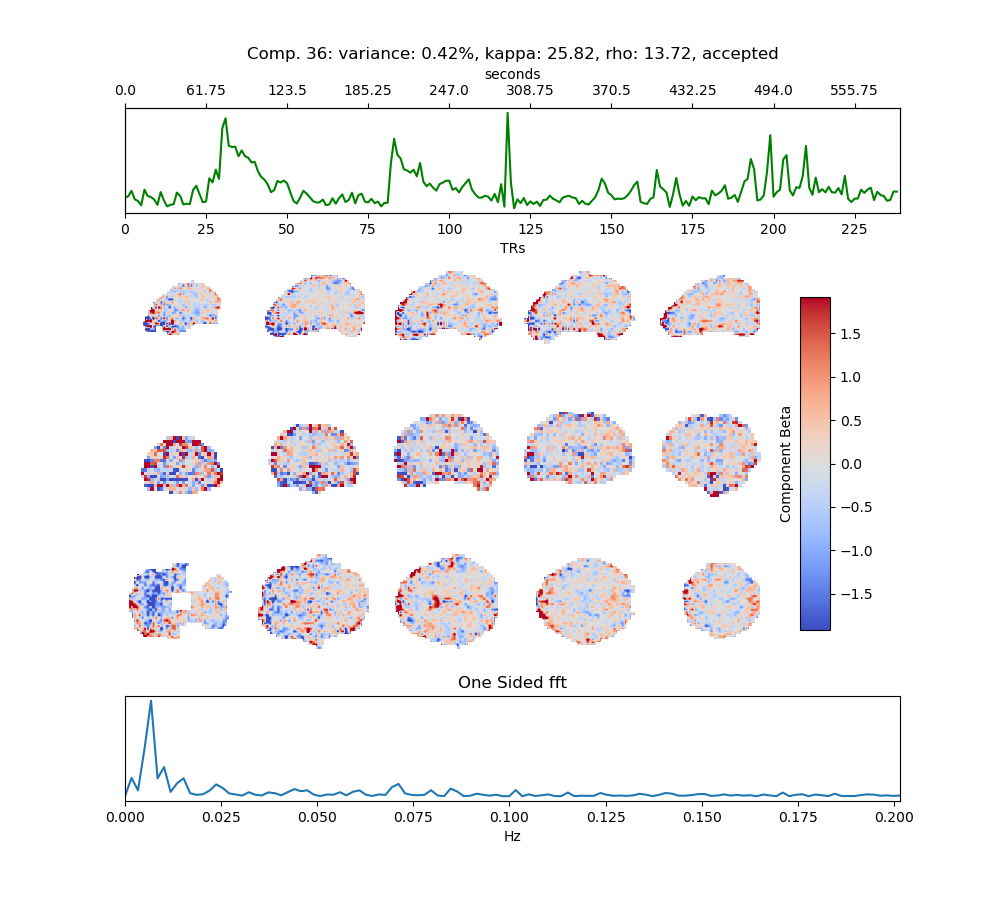 Comp. 36: variance: 0.42%, kappa: 25.82, rho: 13.72, accepted
seconds
0.0 61.75 123.5 185.25 247.0 308.75 370.5 432.25 494.0 555.75
0 25 50 75 100 125 150 175 200 225
TRs
1.5
1.0
0.5
0.0
−0.5
−1.0
−1.5
Component Beta
One Sided fft
0.000 0.025 0.050 0.075 0.100 0.125 0.150 0.175 0.200
Hz